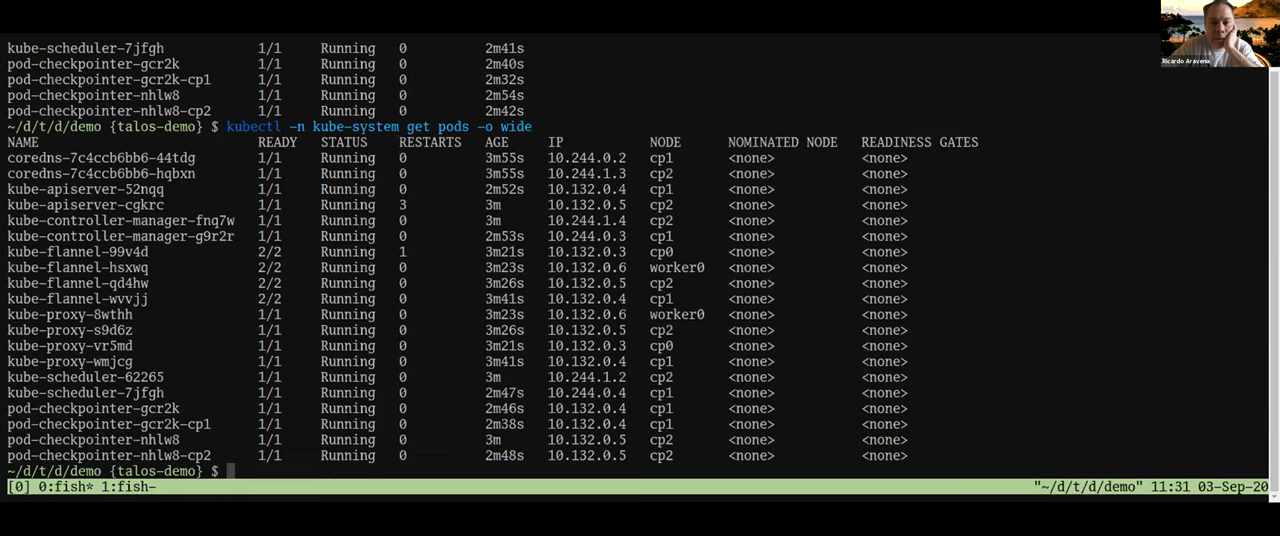 Ricardo Aravena
kube-scheduler-7jfgh 1/1 Running 0 2m41s
pod-checkpointer-gcr2k 1/1 Running 0 2m40s
pod-checkpointer-gcr2k-cp1 1/1 Running 0 2m32s
pod-checkpointer-nhlw8 1/1 Running 0 2m54s
pod-checkpointer-nhlw8-cp2 1/1 Running 0 2m42s
~/d/t/d/demo {talos-demo} $ kubectl -n kube-system get pods -o wide
NAME READY STATUS RESTARTS AGE IP NODE NOMINATED NODE READINESS GATES
coredns-7c4ccb6bb6-44tdg 1/1 Running 0 3m55s 10.244.0.2 cp1 <none> <none>
coredns-7c4ccb6bb6-hqbxn 1/1 Running 0 3m55s 10.244.1.3 cp2 <none> <none>
kube-apiserver-52nqq 1/1 Running 0 2m52s 10.132.0.4 cp1 <none> <none>
kube-apiserver-cgkrc 1/1 Running 3 3m 10.132.0.5 cp2 <none> <none>
kube-controller-manager-fnq7w 1/1 Running 0 3m 10.244.1.4 cp2 <none> <none>
kube-controller-manager-g9r2r 1/1 Running 0 2m53s 10.244.0.3 cp1 <none> <none>
kube-flannel-99v4d 2/2 Running 1 3m21s 10.132.0.3 cp0 <none> <none>
kube-flannel-hsxwq 2/2 Running 0 3m23s 10.132.0.6 worker0 <none> <none>
kube-flannel-qd4hw 2/2 Running 0 3m26s 10.132.0.5 cp2 <none> <none>
kube-flannel-wvvjj 2/2 Running 0 3m41s 10.132.0.4 cp1 <none> <none>
kube-proxy-8wthh 1/1 Running 0 3m23s 10.132.0.6 worker0 <none> <none>
kube-proxy-s9d6z 1/1 Running 0 3m26s 10.132.0.5 cp2 <none> <none>
kube-proxy-vr5md 1/1 Running 0 3m21s 10.132.0.3 cp0 <none> <none>
kube-proxy-wmjcg 1/1 Running 0 3m41s 10.132.0.4 cp1 <none> <none>
kube-scheduler-62265 1/1 Running 0 3m 10.244.1.2 cp2 <none> <none>
kube-scheduler-7jfgh 1/1 Running 0 2m47s 10.244.0.4 cp1 <none> <none>
pod-checkpointer-gcr2k 1/1 Running 0 2m46s 10.132.0.4 cp1 <none> <none>
pod-checkpointer-gcr2k-cp1 1/1 Running 0 2m38s 10.132.0.4 cp1 <none> <none>
pod-checkpointer-nhlw8 1/1 Running 0 3m 10.132.0.5 cp2 <none> <none>
pod-checkpointer-nhlw8-cp2 1/1 Running 0 2m48s 10.132.0.5 cp2 <none> <none>
~/d/t/d/demo {talos-demo} $
[0] 0:fish* 1:fish- "~/d/t/d/demo" 11:31 03-Sep-20